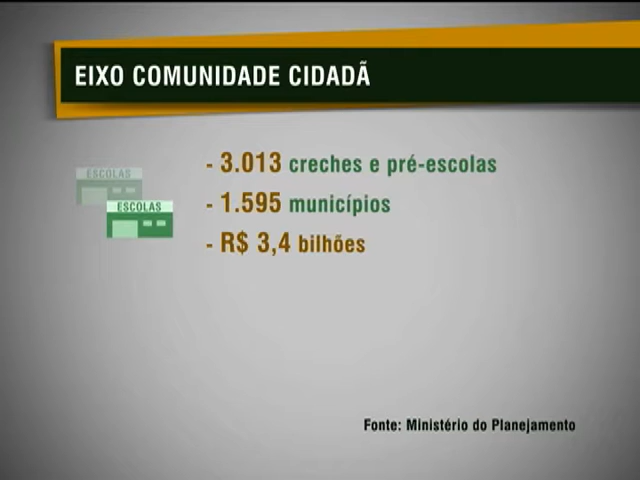 EIXO COMUNIDADE CIDADÃ
ESCOLAS
ESCOLAS
- 3.013 creches e pré-escolas
- 1.595 municípios
- R$ 3,4 bilhões
Fonte: Ministério do Planejamento